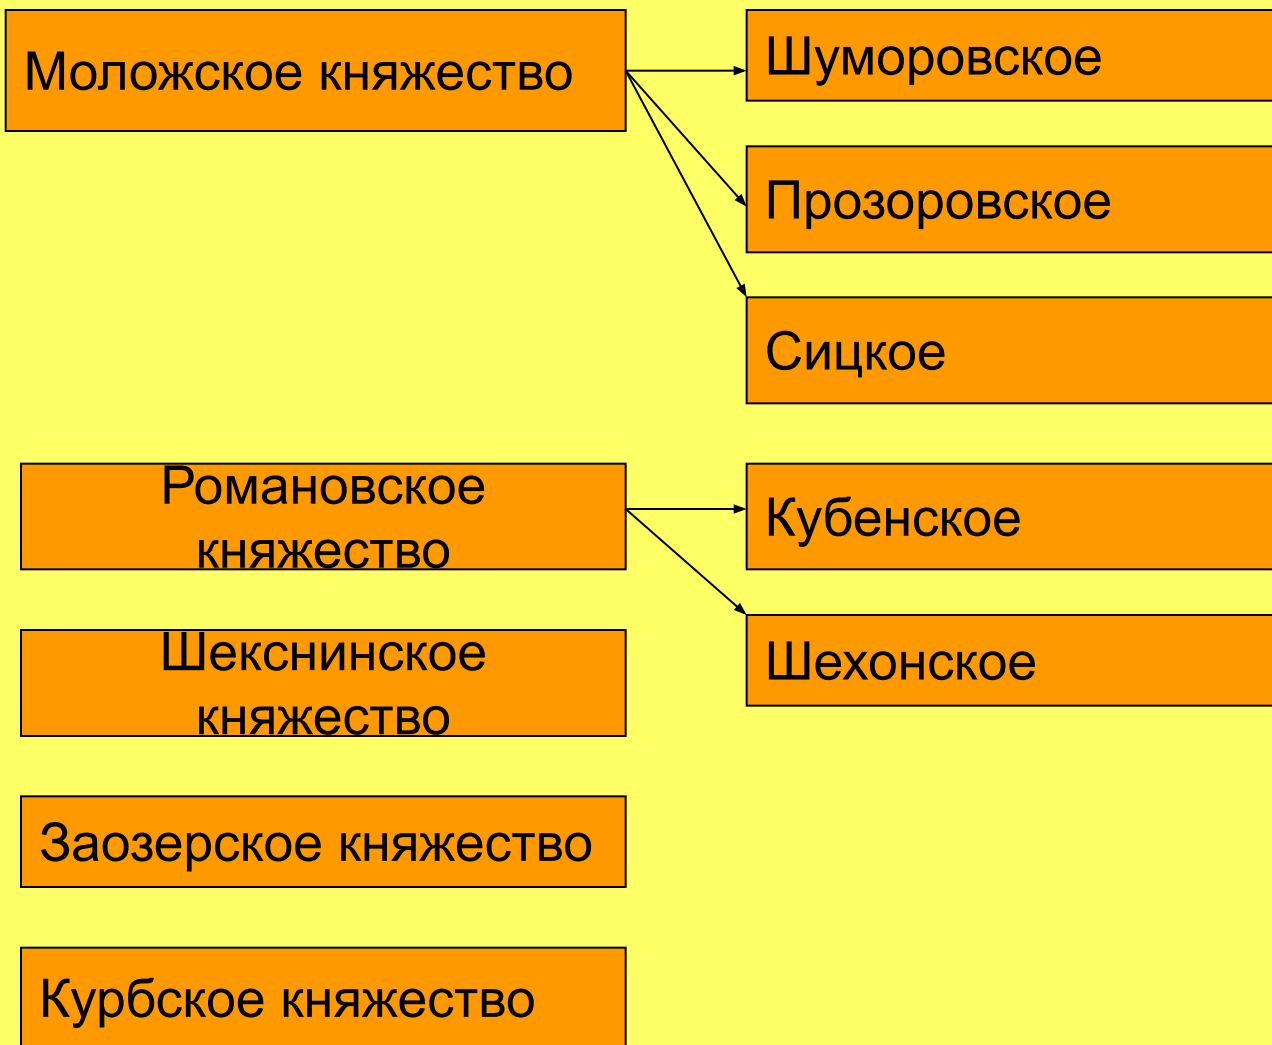 Моложское княжество
Шуморовское
Прозоровское
Сицкое
Романовское
княжество
Кубенское
Шехонское
Шекснинское
княжество
Заозерское княжество
Курбское княжество